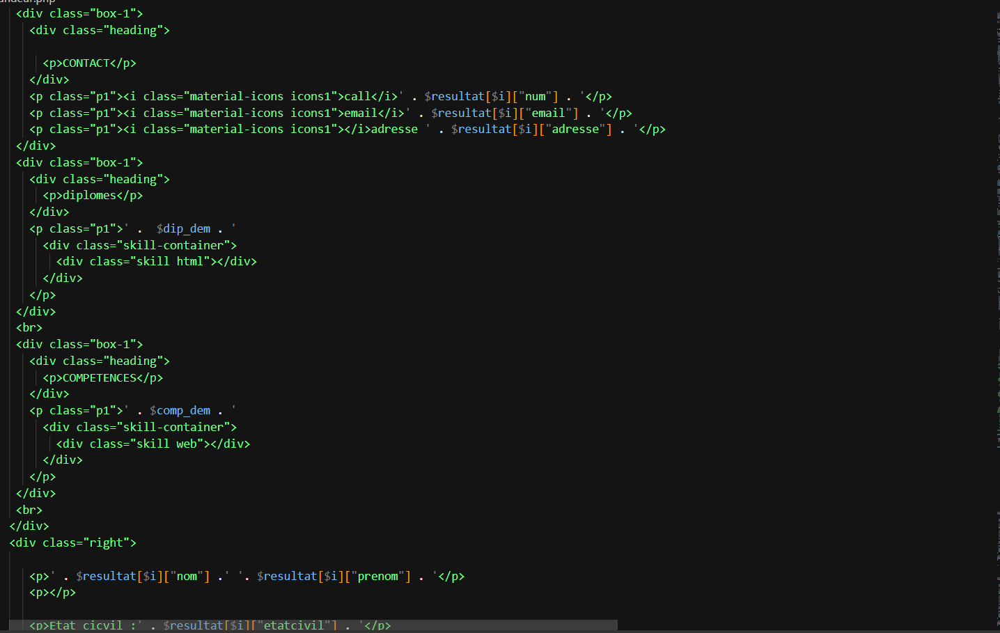 <div class="box-1">
<div class="heading">
<p>CONTACT</p>
</div>
<p class="p1"><i class="material-icons icons1">call</i>' . $resultat[$i]["num"] . '</p>
<p class="p1"><i class="material-icons icons1">email</i>' . $resultat[$i]["email"] . '</p>
<p class="p1"><i class="material-icons icons1"></i>adresse ' . $resultat[$i]["adresse"] . '</p>
</div>
<div class="box-1">
<div class="heading">
<p>diplomes</p>
</div>
<p class="p1">' .  $dip_dem . '
<div class="skill-container">
<div class="skill html"></div>
</div>
</p>
</div>
<br>
<div class="box-1">
<div class="heading">
<p>COMPETENCES</p>
</div>
<p class="p1">' . $comp_dem . '
<div class="skill-container">
<div class="skill web"></div>
</div>
</p>
</div>
<br>
</div>
<div class="right">
<p>' . $resultat[$i]["nom"] .' '. $resultat[$i]["prenom"] . '</p>
<p></p>
<p>Etat cicvil :' . $resultat[$i]["etatcivil"] . '</p>